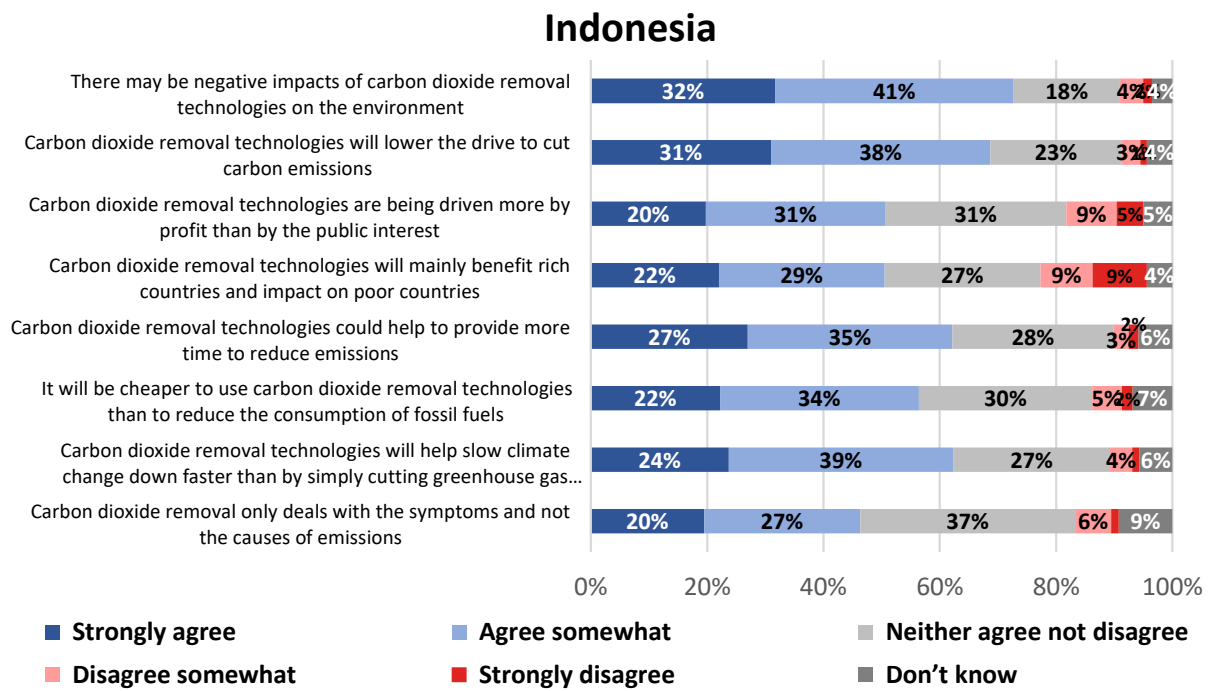 Indonesia
There may be negative impacts of carbon dioxide removal
technologies on the environment
32% 41% 18% 4% 2% 4%
Carbon dioxide removal technologies will lower the drive to cut
carbon emissions
31% 38% 23% 3% 4%
Carbon dioxide removal technologies are being driven more by
profit than by the public interest
20% 31% 31% 9% 5% 5%
Carbon dioxide removal technologies will mainly benefit rich
countries and impact on poor countries
22% 29% 27% 9% 9% 4%
Carbon dioxide removal technologies could help to provide more
time to reduce emissions
27% 35% 28% 3% 2% 6%
It will be cheaper to use carbon dioxide removal technologies
than to reduce the consumption of fossil fuels
22% 34% 30% 5% 2% 7%
Carbon dioxide removal technologies will help slow climate
change down faster than by simply cutting greenhouse gas...
24% 39% 27% 4% 6%
Carbon dioxide removal only deals with the symptoms and not
the causes of emissions
20% 27% 37% 6% 9%
0% 20% 40% 60% 80% 100%
Strongly agree Agree somewhat Neither agree not disagree
Disagree somewhat Strongly disagree Don't know